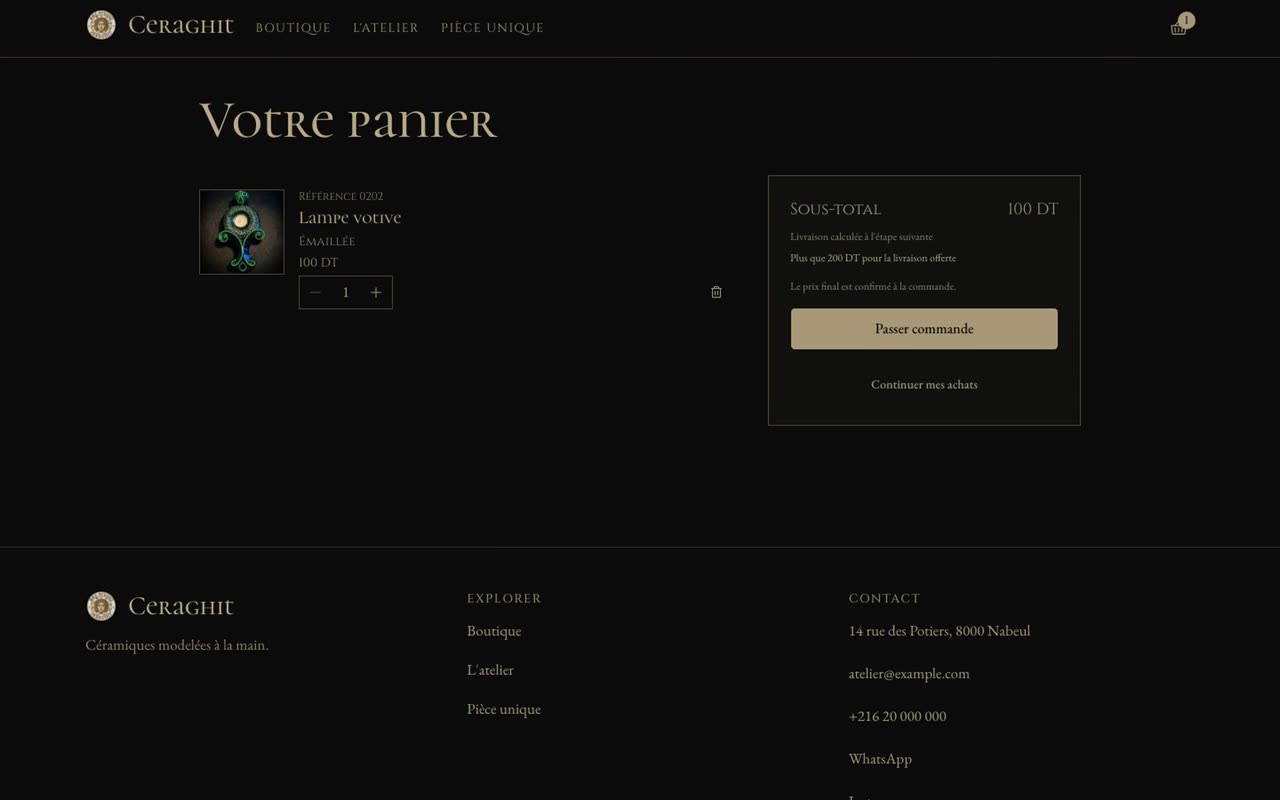 Ceraghit
BOUTIQUE
L'ATELIER
PIÈCE UNIQUE
1
Votre panier
Référence 0202
Lampe votive
Émaillée
100 DT
1
Sous-total
100 DT
Livraison calculée à l'étape suivante
Plus que 200 DT pour la livraison offerte
Le prix final est confirmé à la commande.
Passer commande
Continuer mes achats
Ceraghit
Céramiques modelées à la main.
EXPLORER
Boutique
L'atelier
Pièce unique
CONTACT
14 rue des Potiers, 8000 Nabeul
atelier@example.com
+216 20 000 000
WhatsApp